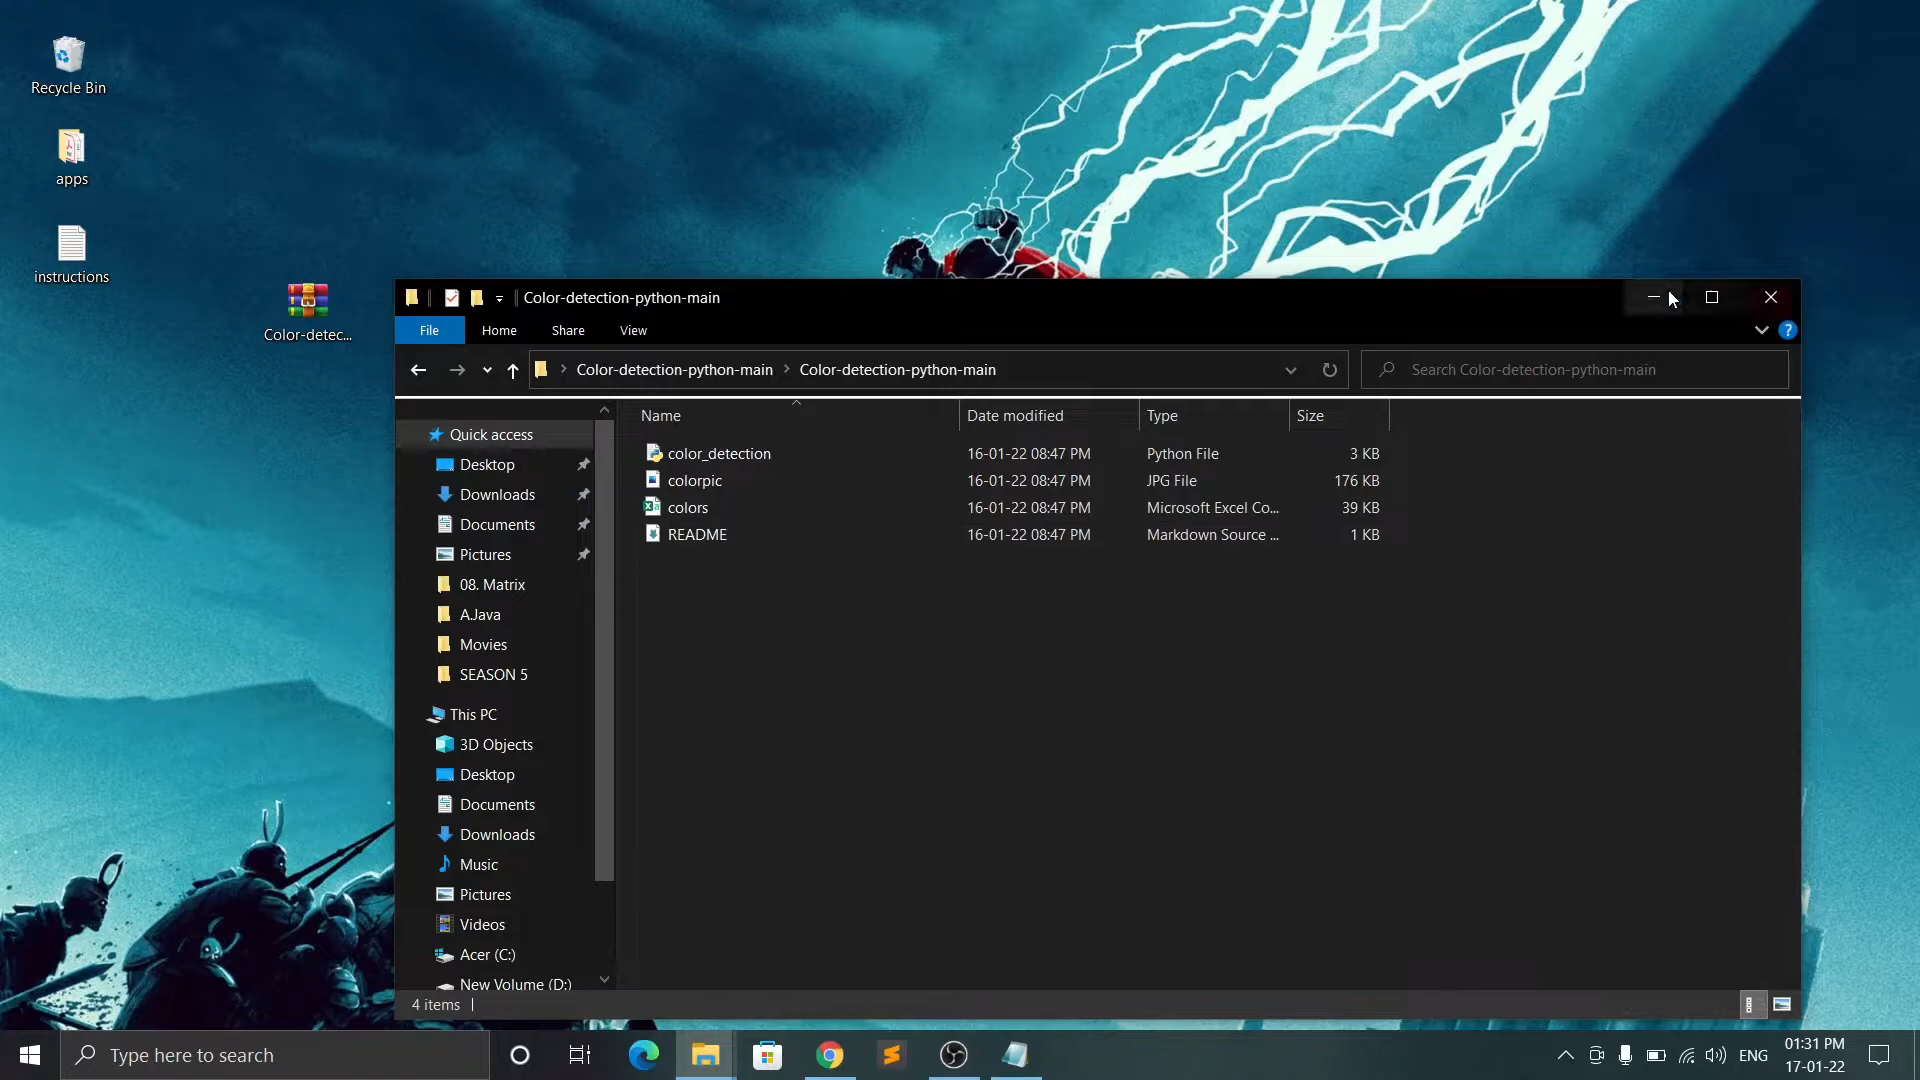 Recycle Bin
apps
instructions
Color-detec...
Color-detection-python-main
File Home Share View
Color-detection-python-main Color-detection-python-main
Search Color-detection-python-main
Name Date modified Type Size
Quick access
Desktop
Downloads
Documents
Pictures
08. Matrix
A.Java
Movies
SEASON 5
This PC
3D Objects
Desktop
Documents
Downloads
Music
Pictures
Videos
Acer (C:)
New Volume (D:)
color_detection 16-01-22 08:47 PM Python File 3 KB
colorpic 16-01-22 08:47 PM JPG File 176 KB
colors 16-01-22 08:47 PM Microsoft Excel Co... 39 KB
README 16-01-22 08:47 PM Markdown Source ... 1 KB
4 items
Type here to search
ENG
01:31 PM
17-01-22